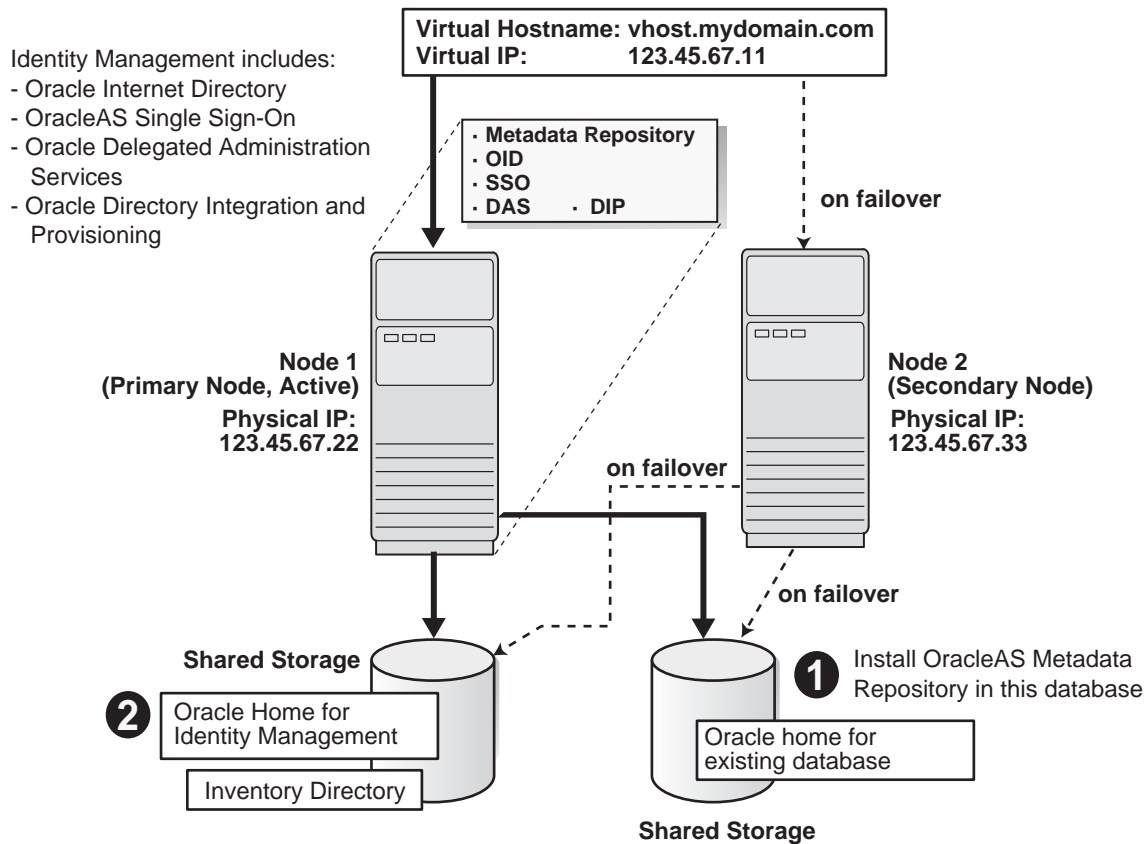 Virtual Hostname: vhost.mydomain.com
Virtual IP: 123.45.67.11
Identity Management includes:
- Oracle Internet Directory
- OracleAS Single Sign-On
- Oracle Delegated Administration
Services
- Oracle Directory Integration and
Provisioning
· Metadata Repository
· OID
· SSO
· DAS · DIP
on failover
Node 1
(Primary Node, Active)
Physical IP:
123.45.67.22
Node 2
(Secondary Node)
Physical IP:
123.45.67.33
on failover
on failover
Shared Storage
2
Oracle Home for
Identity Management
Inventory Directory
1
Install OracleAS Metadata
Repository in this database
Oracle home for
existing database
Shared Storage